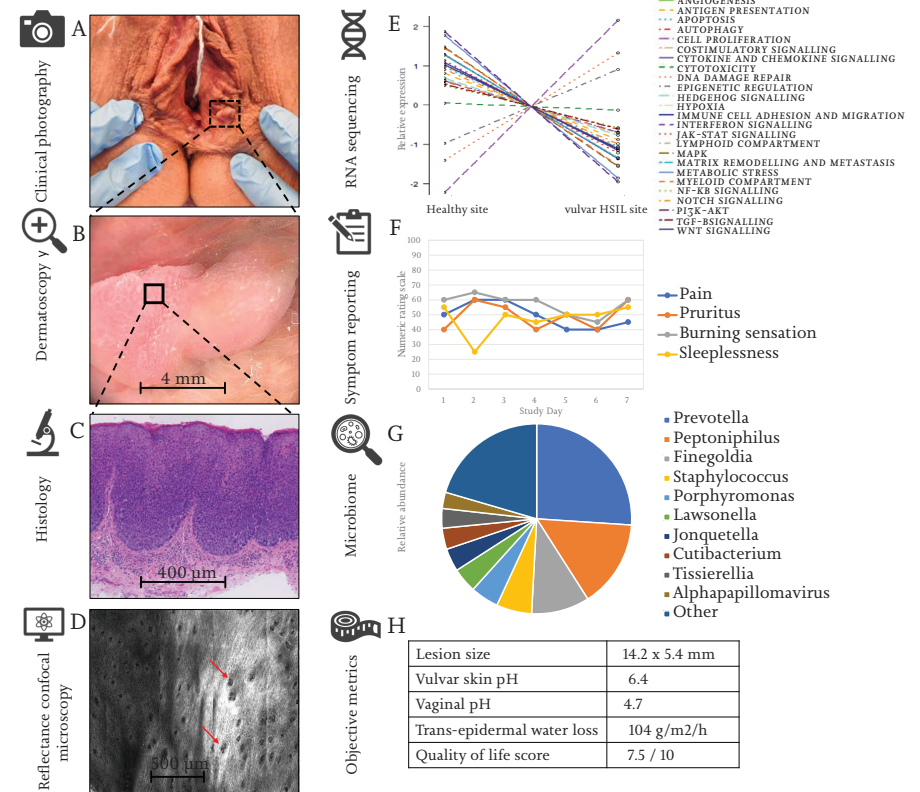 A
Clinical photography
B
Dermatoscopy
4 mm
C
Histology
400 µm
D
Reflectance confocal
microscopy
500 µm
E
RNA sequencing
Relative expression
2
1
0
-1
-2
Healthy site
vulvar HSIL site
ANGIOGENESIS
ANTIGEN PRESENTATION
APOPTOSIS
AUTOPHAGY
CELL PROLIFERATION
COSTIMULATORY SIGNALLING
CYTOKINE AND CHEMOKINE SIGNALLING
CYTOTOXICITY
DNA DAMAGE REPAIR
EPIGENETIC REGULATION
HEDGEHOG SIGNALLING
HYPOXIA
IMMUNE CELL ADHESION AND MIGRATION
INTERFERON SIGNALLING
JAK-STAT SIGNALLING
LYMPHOID COMPARTMENT
MAPK
MATRIX REMODELLING AND METASTASIS
METABOLIC STRESS
MYELOID COMPARTMENT
NF-KB SIGNALLING
NOTCH SIGNALLING
PI3K-AKT
TGF-BSIGNALLING
WNT SIGNALLING
F
Symptom reporting
Numeric rating scale
100
90
80
70
60
50
40
30
20
10
0
1 2 3 4 5 6 7
Study Day
Pain
Pruritus
Burning sensation
Sleeplessness
G
Microbiome
Relative abundance
Prevotella
Peptoniphilus
Finegoldia
Staphylococcus
Porphyromonas
Lawsonella
Jonquetella
Cutibacterium
Tissierellia
Alphapapillomavirus
Other
H
Objective metrics
Lesion size 14.2 x 5.4 mm
Vulvar skin pH 6.4
Vaginal pH 4.7
Trans-epidermal water loss 104 g/m2/h
Quality of life score 7.5 / 10